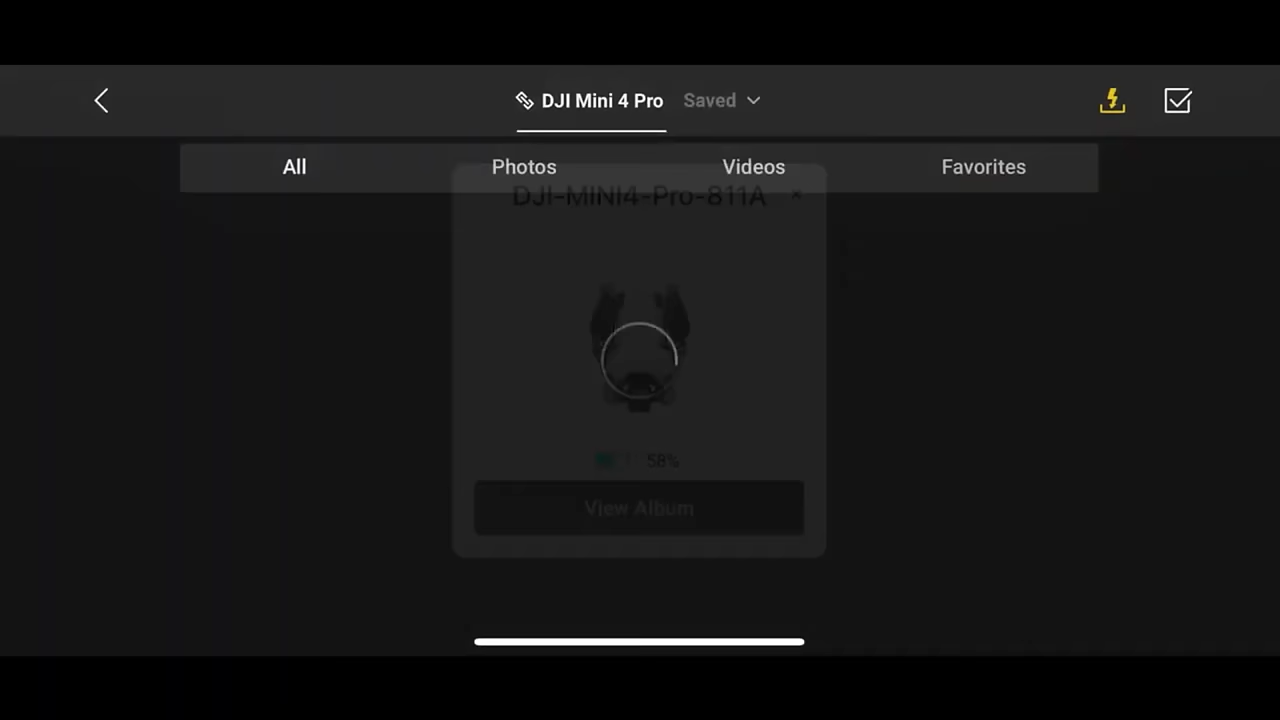 DJI Mini 4 Pro Saved
All Photos Videos Favorites
DJI-MINI4-Pro-811A ×
58%
View Album